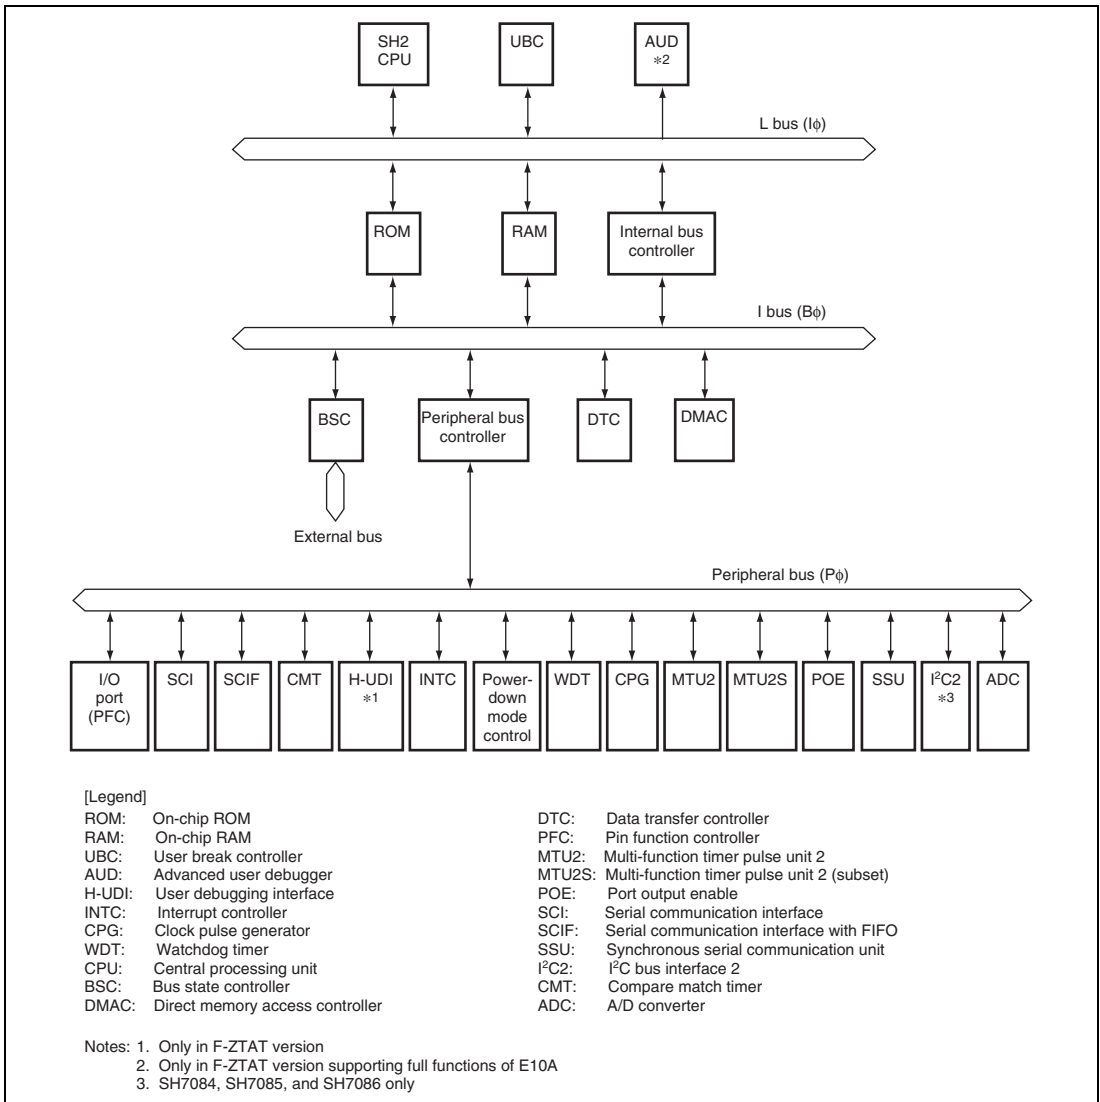 SH2
CPU
UBC
AUD
*2
L bus (Iϕ)
ROM
RAM
Internal bus
controller
I bus (Bϕ)
BSC
Peripheral bus
controller
DTC
DMAC
External bus
Peripheral bus (Pϕ)
I/O
port
(PFC)
SCI
SCIF
CMT
H-UDI
*1
INTC
Power-
down
mode
control
WDT
CPG
MTU2
MTU2S
POE
SSU
I²C2
*3
ADC
[Legend]
ROM: On-chip ROM
RAM: On-chip RAM
UBC: User break controller
AUD: Advanced user debugger
H-UDI: User debugging interface
INTC: Interrupt controller
CPG: Clock pulse generator
WDT: Watchdog timer
CPU: Central processing unit
BSC: Bus state controller
DMAC: Direct memory access controller
DTC: Data transfer controller
PFC: Pin function controller
MTU2: Multi-function timer pulse unit 2
MTU2S: Multi-function timer pulse unit 2 (subset)
POE: Port output enable
SCI: Serial communication interface
SCIF: Serial communication interface with FIFO
SSU: Synchronous serial communication unit
I²C2: I²C bus interface 2
CMT: Compare match timer
ADC: A/D converter
Notes: 1. Only in F-ZTAT version
2. Only in F-ZTAT version supporting full functions of E10A
3. SH7084, SH7085, and SH7086 only